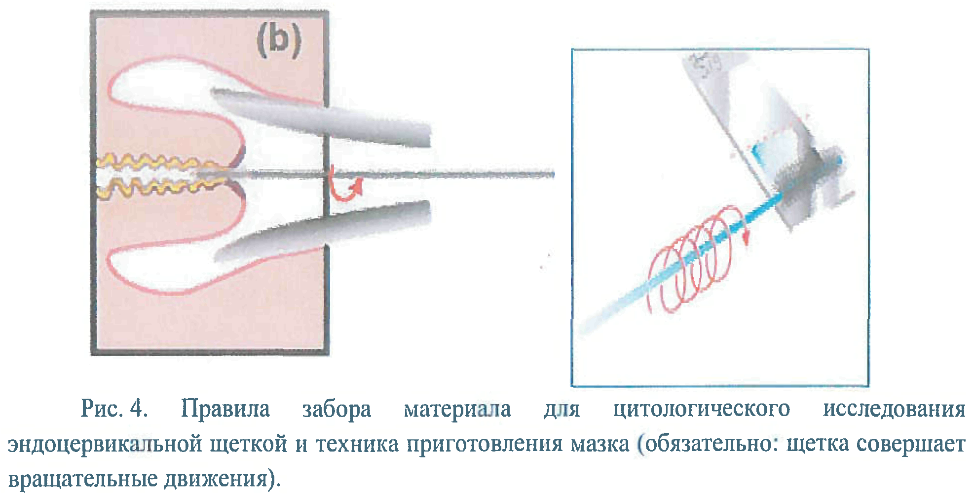 (b)
Рис. 4. Правила забора материала для цитологического исследования
эндоцервикальной щеткой и техника приготовления мазка (обязательно: щетка совершает
вращательные движения).